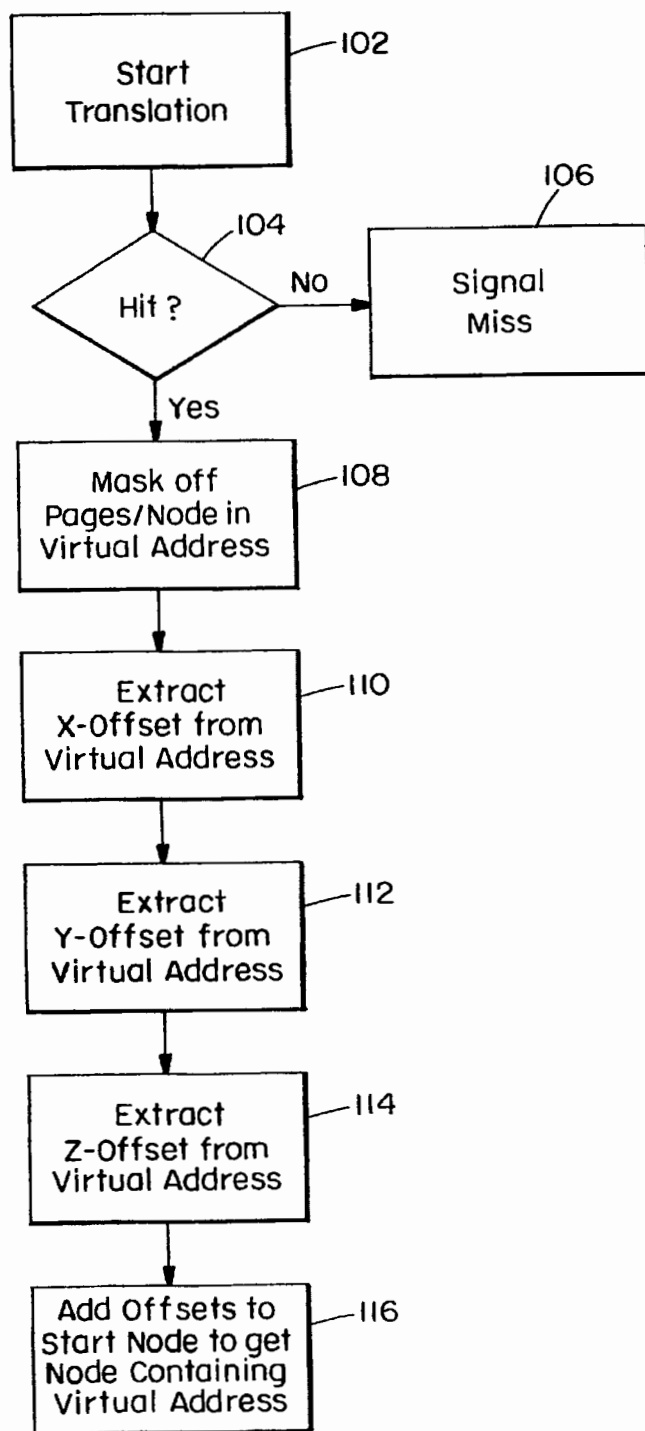 102
Start
Translation
106
104
Hit ?
No
Signal
Miss
Yes
108
Mask off
Pages/Node in
Virtual Address
110
Extract
X-Offset from
Virtual Address
112
Extract
Y-Offset from
Virtual Address
114
Extract
Z-Offset from
Virtual Address
116
Add Offsets to
Start Node to get
Node Containing
Virtual Address